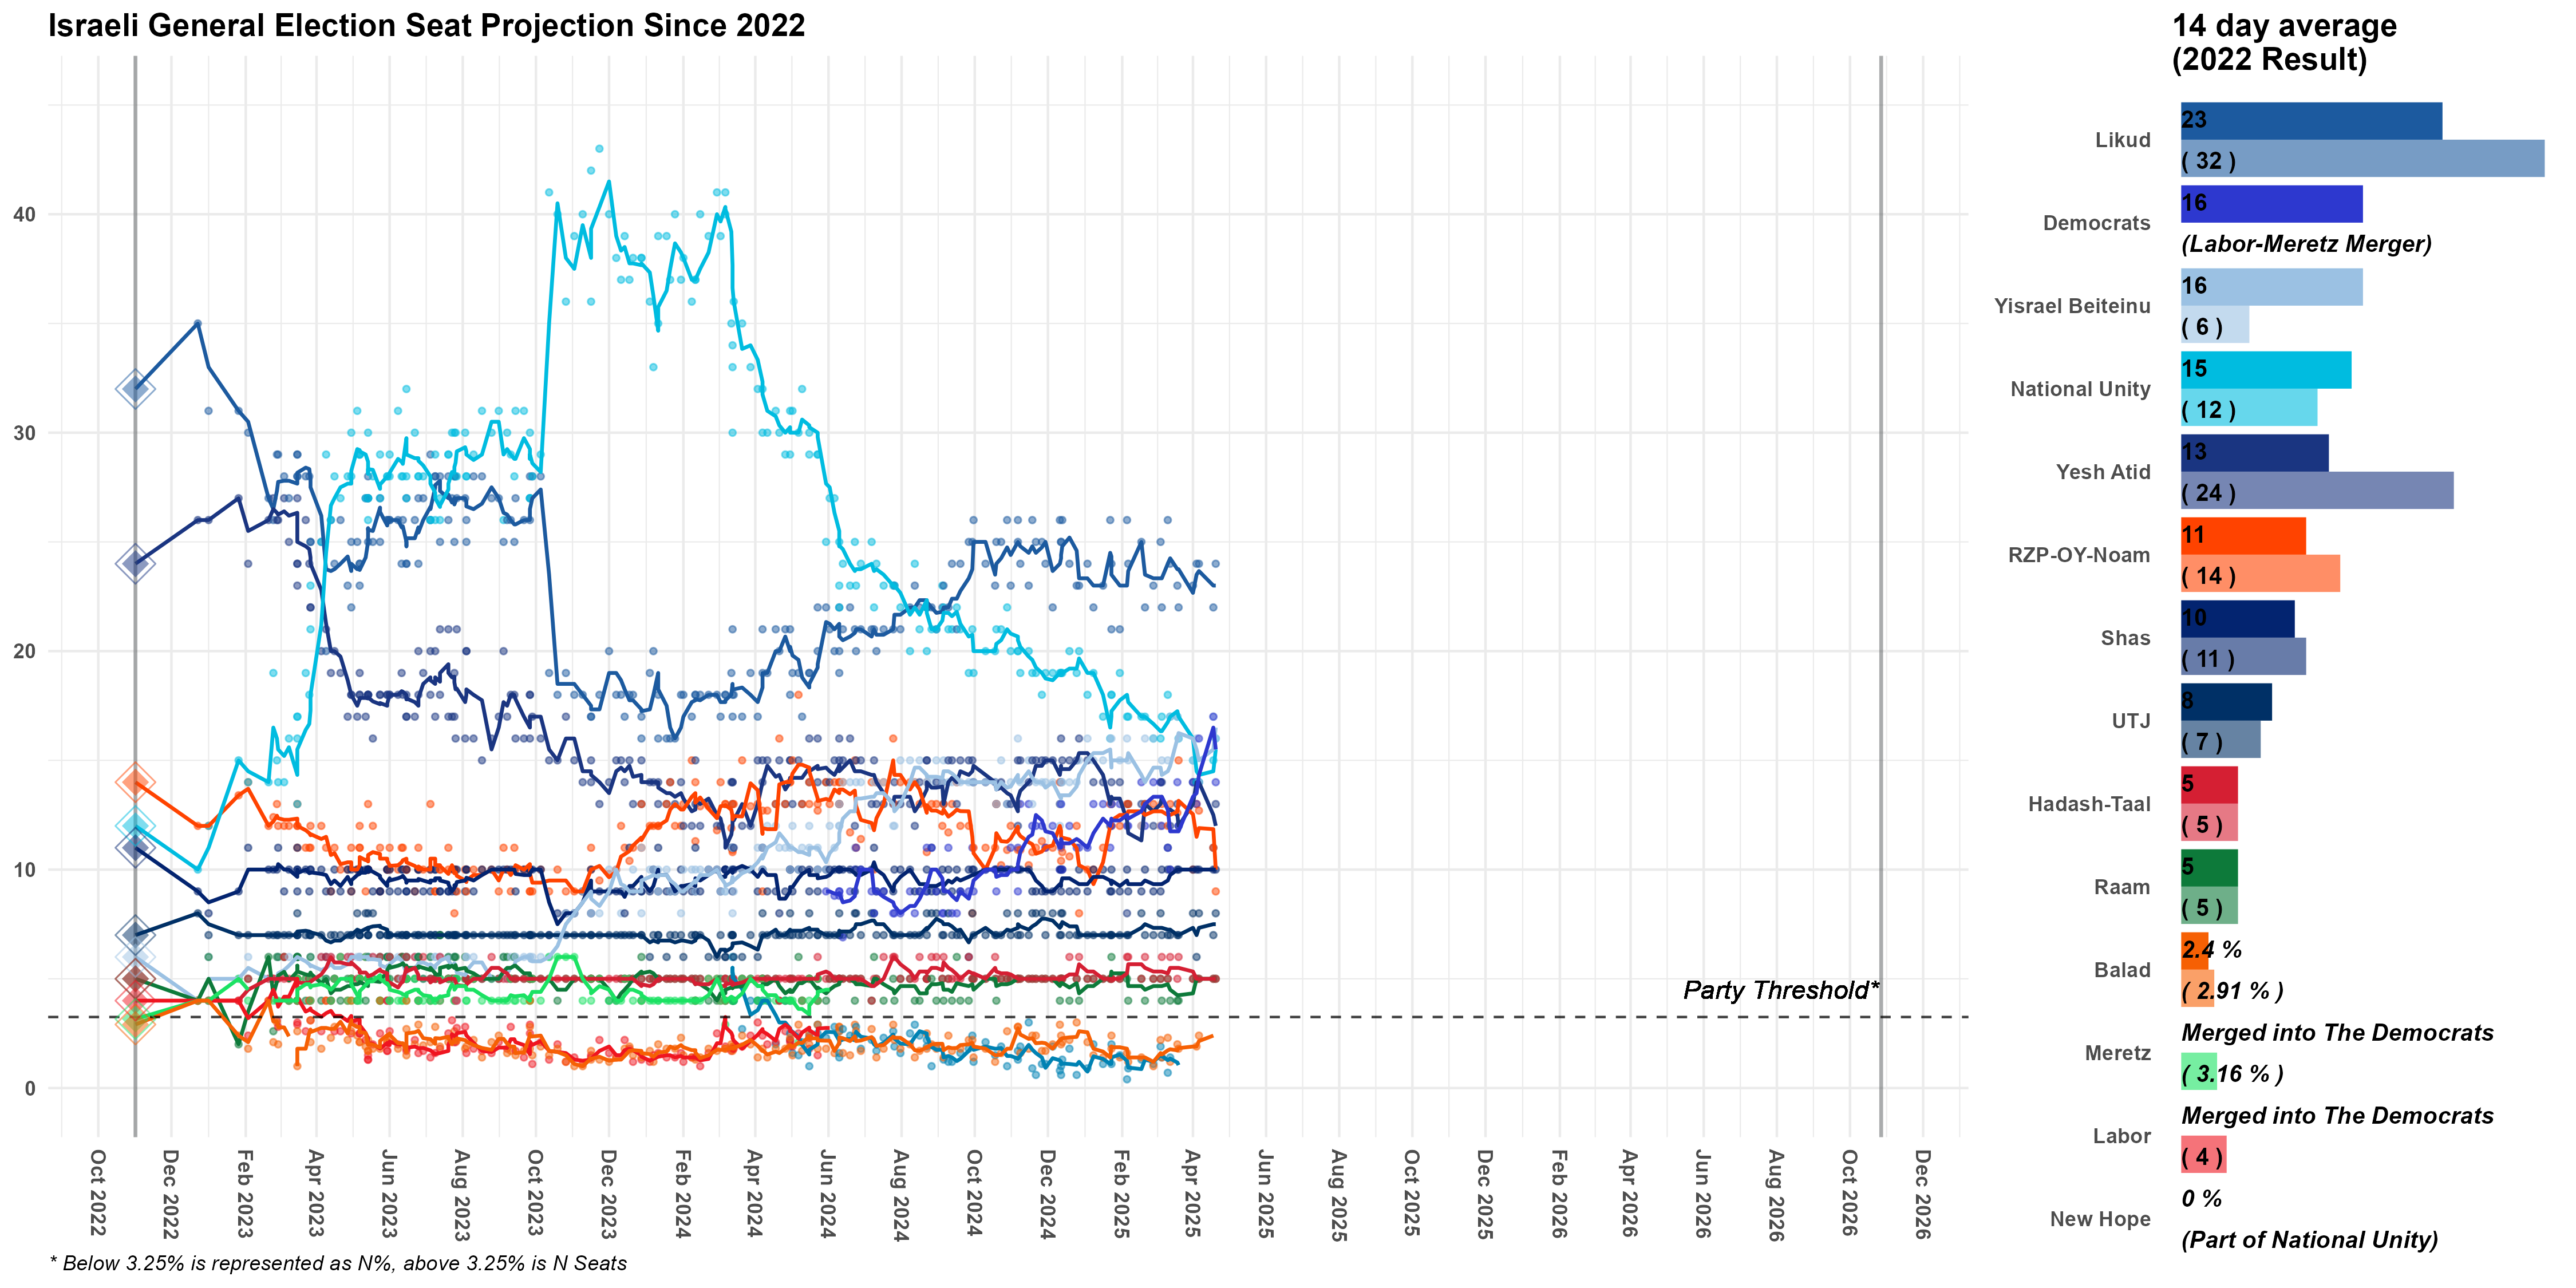 Israeli General Election Seat Projection Since 2022
14 day average
(2022 Result)
40
30
20
10
0
Party Threshold*
Oct 2022
Dec 2022
Feb 2023
Apr 2023
Jun 2023
Aug 2023
Oct 2023
Dec 2023
Feb 2024
Apr 2024
Jun 2024
Aug 2024
Oct 2024
Dec 2024
Feb 2025
Apr 2025
Jun 2025
Aug 2025
Oct 2025
Dec 2025
Feb 2026
Apr 2026
Jun 2026
Aug 2026
Oct 2026
Dec 2026
* Below 3.25% is represented as N%, above 3.25% is N Seats
Likud
23
( 32 )
Democrats
16
(Labor-Meretz Merger)
Yisrael Beiteinu
16
( 6 )
National Unity
15
( 12 )
Yesh Atid
13
( 24 )
RZP-OY-Noam
11
( 14 )
Shas
10
( 11 )
UTJ
8
( 7 )
Hadash-Taal
5
( 5 )
Raam
5
( 5 )
Balad
2.4 %
( 2.91 % )
Meretz
Merged into The Democrats
( 3.16 % )
Labor
Merged into The Democrats
( 4 )
New Hope
0 %
(Part of National Unity)